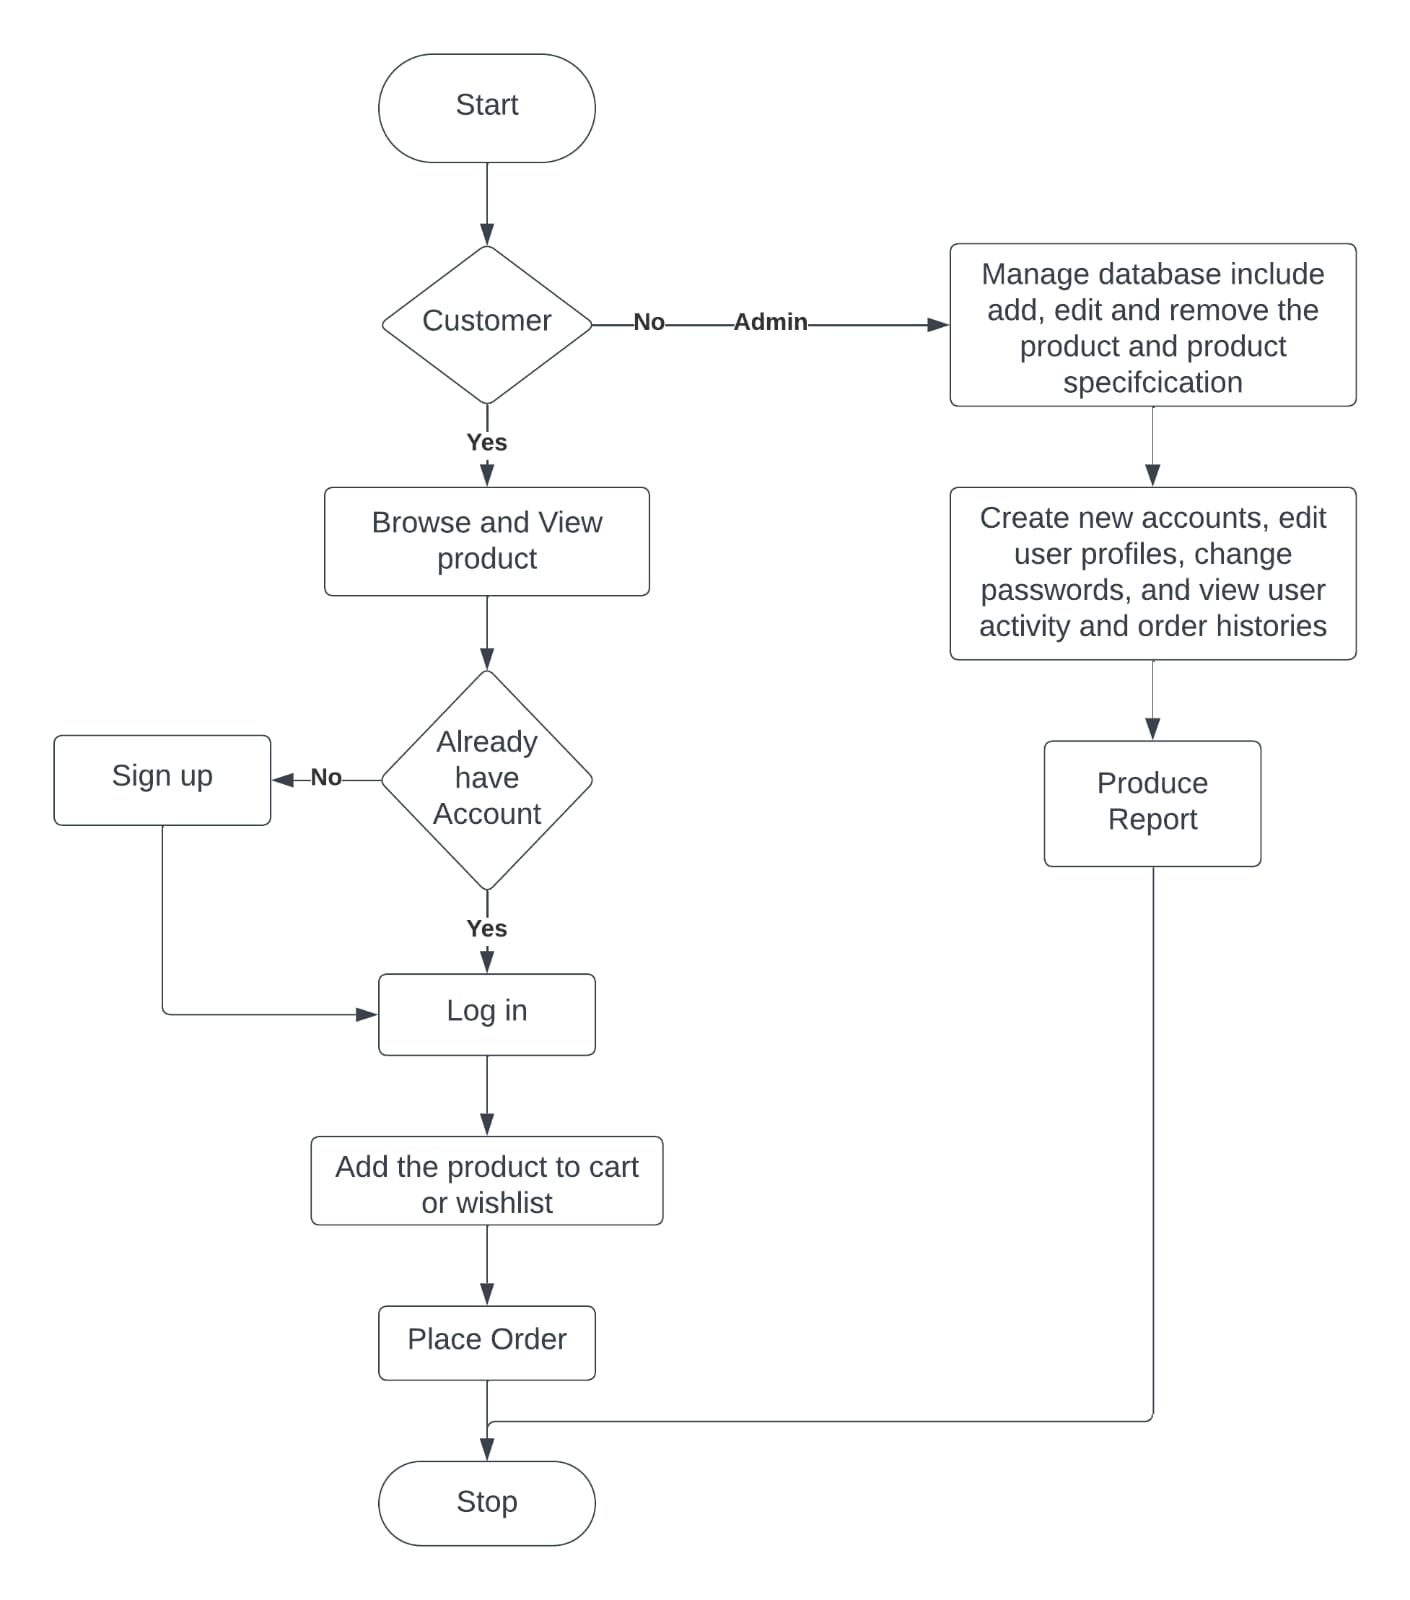 Start
Customer
No
Admin
Manage database include
add, edit and remove the
product and product
specifcication
Yes
Browse and View
product
Create new accounts, edit
user profiles, change
passwords, and view user
activity and order histories
Already
have
Account
No
Sign up
Produce
Report
Yes
Log in
Add the product to cart
or wishlist
Place Order
Stop